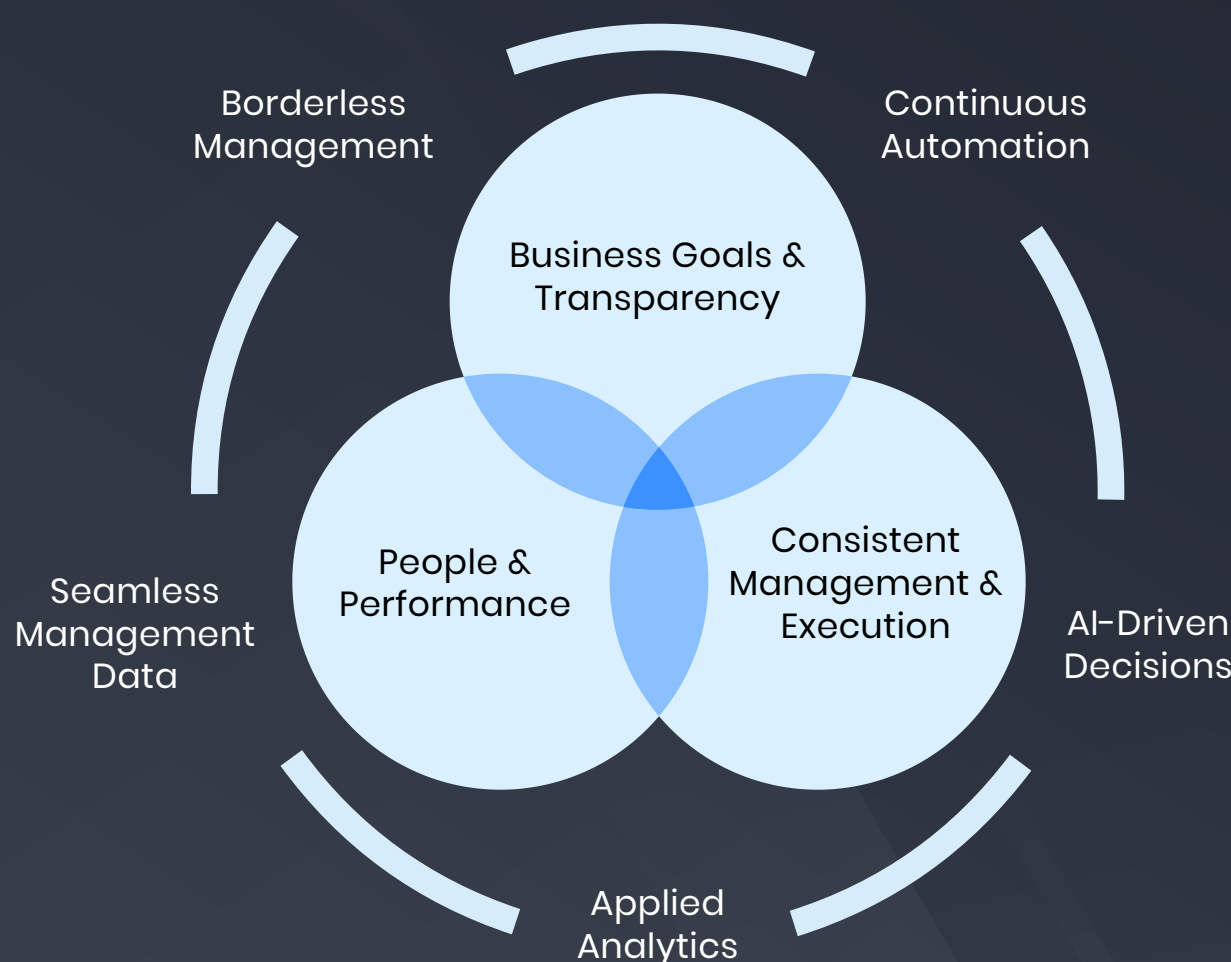 Borderless
Management
Continuous
Automation
Business Goals &
Transparency
People &
Performance
Consistent
Management &
Execution
Seamless
Management
Data
AI-Driven
Decisions
Applied
Analytics